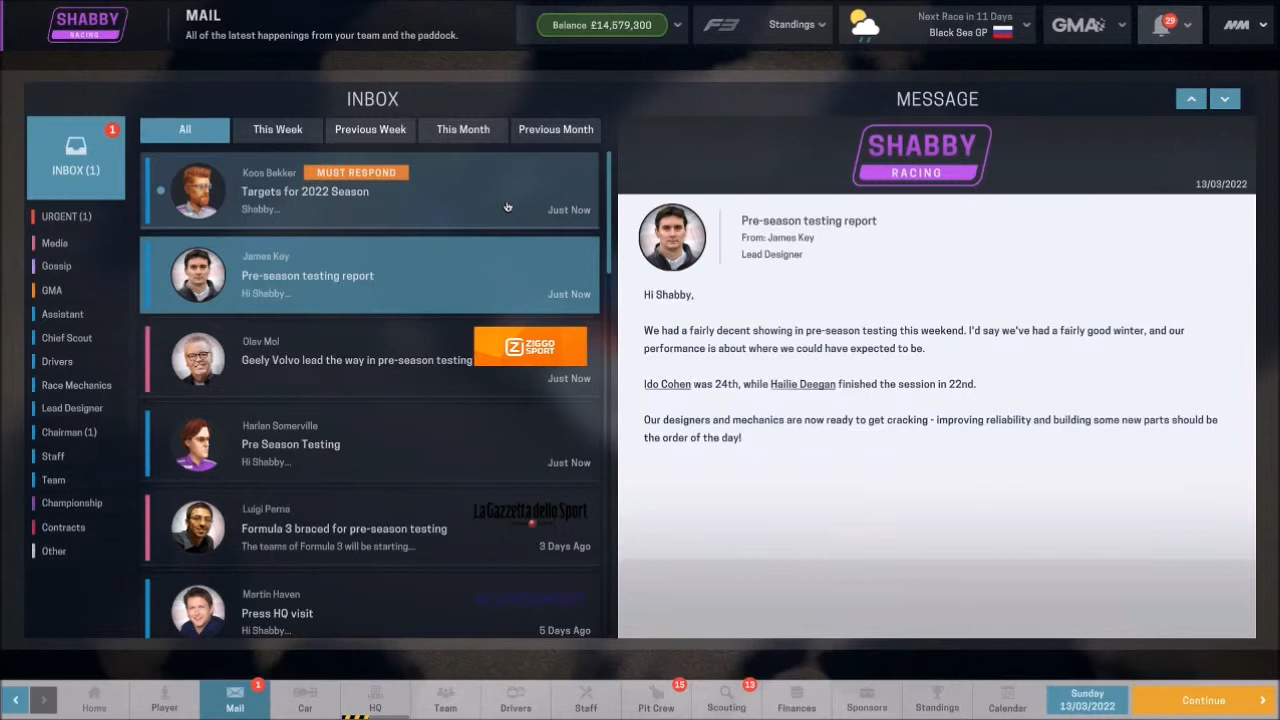 SHABBY
RACING
MAIL
All of the latest happenings from your team and the paddock.
Balance £14,579,300
F3
Standings
Next Race in 11 Days
Black Sea GP
GMA
29
INBOX
MESSAGE
1
INBOX (1)
URGENT (1)
Media
Gossip
GMA
Assistant
Chief Scout
Drivers
Race Mechanics
Lead Designer
Chairman (1)
Staff
Team
Championship
Contracts
Other
All
This Week
Previous Week
This Month
Previous Month
Koos Bekker
MUST RESPOND
Targets for 2022 Season
Shabby...
Just Now
James Key
Pre-season testing report
Hi Shabby...
Just Now
Olav Mol
Geely Volvo lead the way in pre-season testing
ZIGGO
SPORT
Just Now
Harlan Somerville
Pre Season Testing
Hi Shabby...
Just Now
Luigi Perna
La Gazzetta dello Sport
Formula 3 braced for pre-season testing
The teams of Formula 3 will be starting...
3 Days Ago
Martin Haven
Press HQ visit
Hi Shabby...
5 Days Ago
SHABBY
RACING
13/03/2022
Pre-season testing report
From: James Key
Lead Designer
Hi Shabby,
We had a fairly decent showing in pre-season testing this weekend. I'd say we've had a fairly good winter, and our
performance is about where we could have expected to be.
Ido Cohen was 24th, while Hailie Deegan finished the session in 22nd.
Our designers and mechanics are now ready to get cracking - improving reliability and building some new parts should be
the order of the day!
Home
Player
1
Mail
Car
HQ
Team
Drivers
Staff
15
Pit Crew
13
Scouting
Finances
Sponsors
Standings
Calendar
Sunday
13/03/2022
Continue